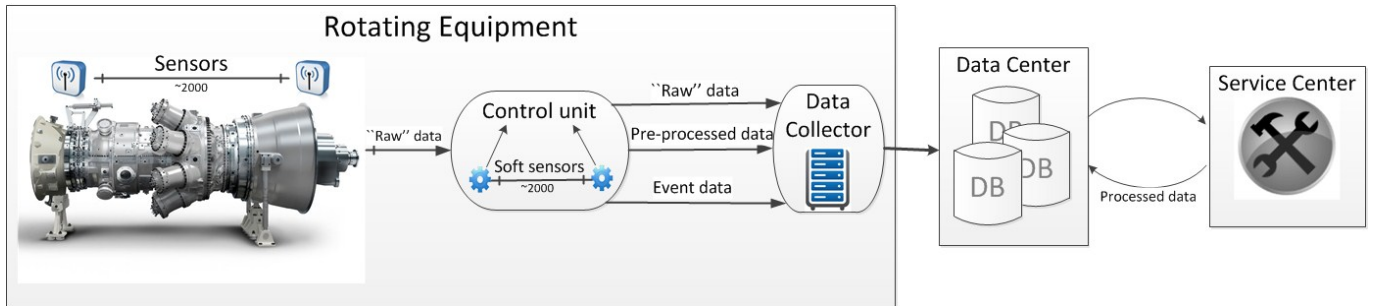 Rotating Equipment
Sensors
~2000
``Raw'' data
Control unit
Soft sensors
~2000
``Raw'' data
Pre-processed data
Event data
Data
Collector
Data Center
DB
DB
DB
Service Center
Processed data